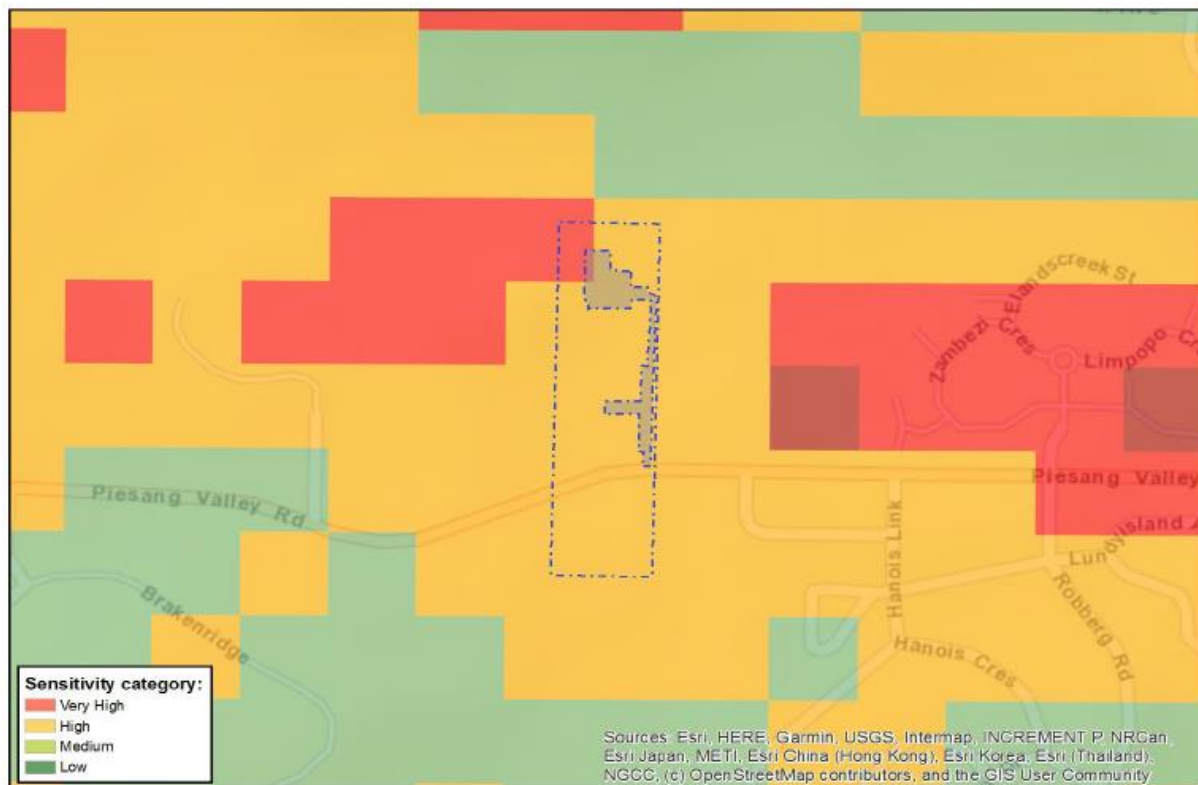 Elandscreek St
Zambezi Cres
Limpopo
Piesang Valley Rd
Piesang Valley
Hanois Link
Brakenridge
Robberg Rd
Hanois Cres
Sensitivity category:
Very High
High
Medium
Low
Sources: Esri, HERE, Garmin, USGS, Intermap, INCREMENT P, NRCan,
Esri Japan, METI, Esri China (Hong Kong), Esri Korea, Esri (Thailand),
NGCC, (c) OpenStreetMap contributors, and the GIS User Community